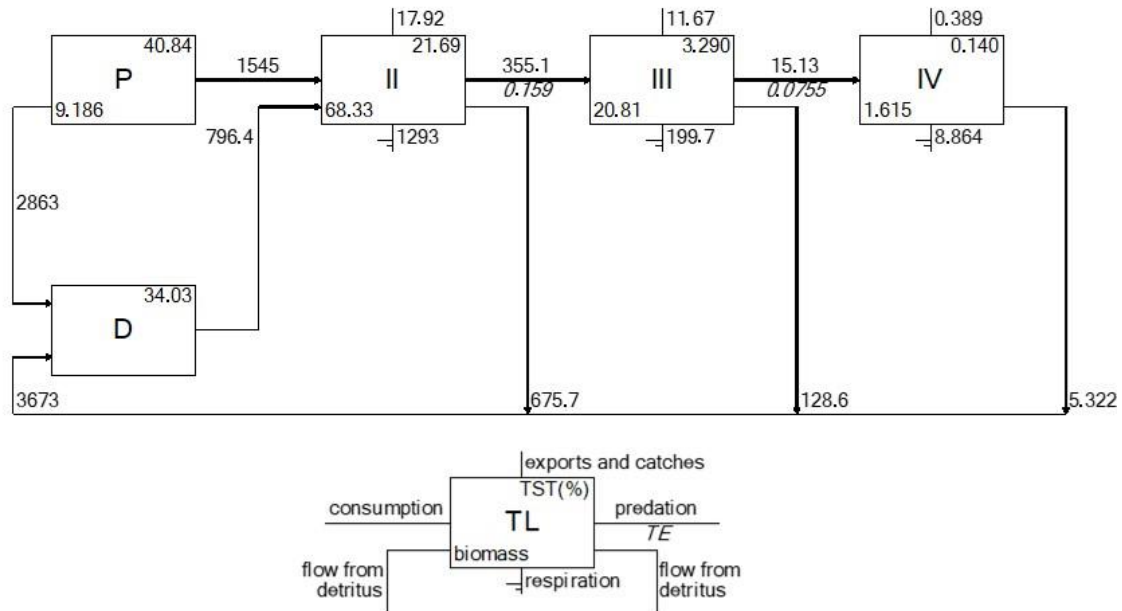 17.92 11.67 0.389
40.84 21.69 3.290 0.140
P 1545 II 355.1 III 15.13 IV
0.159 0.0755
9.186 68.33 20.81 1.615
796.4 1293 199.7 8.864
2863
34.03
D
3673 675.7 128.6 5.322
exports and catches
TST(%)
consumption TL predation
TE
biomass
flow from detritus
respiration
flow from detritus